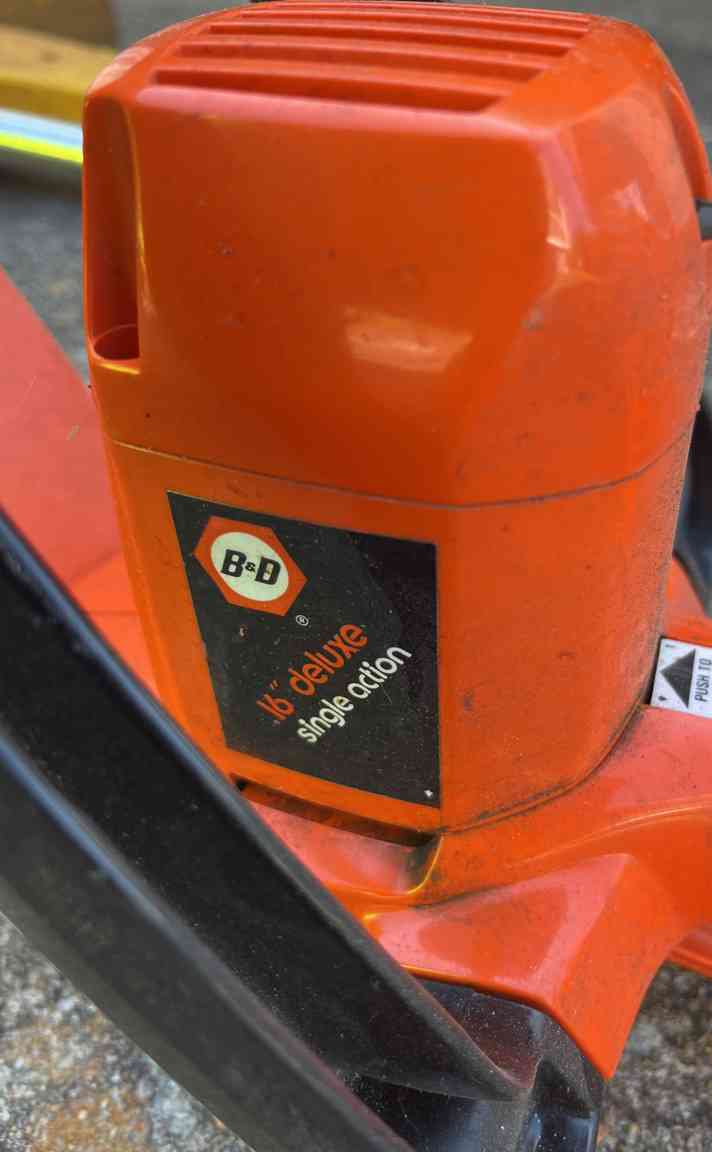 B&D
®
16" deluxe
single action
PUSH TO